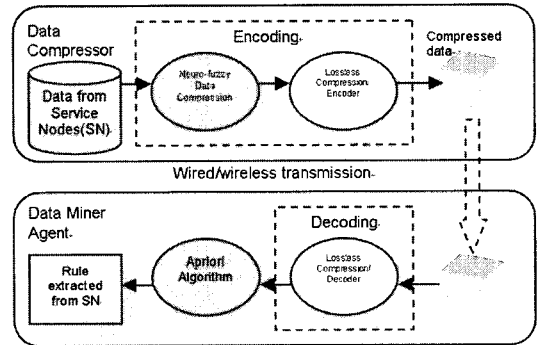 Data
Compressor
Encoding
Compressed
data
Data from
Service
Nodes(SN)
Neuro-fuzzy
Data
Compression
Lossless
Compression/
Encoder
Wired/wireless transmission
Data Miner
Agent
Decoding
Rule
extracted
from SN
Apriori
Algorithm
Lossless
Compression/
Decoder